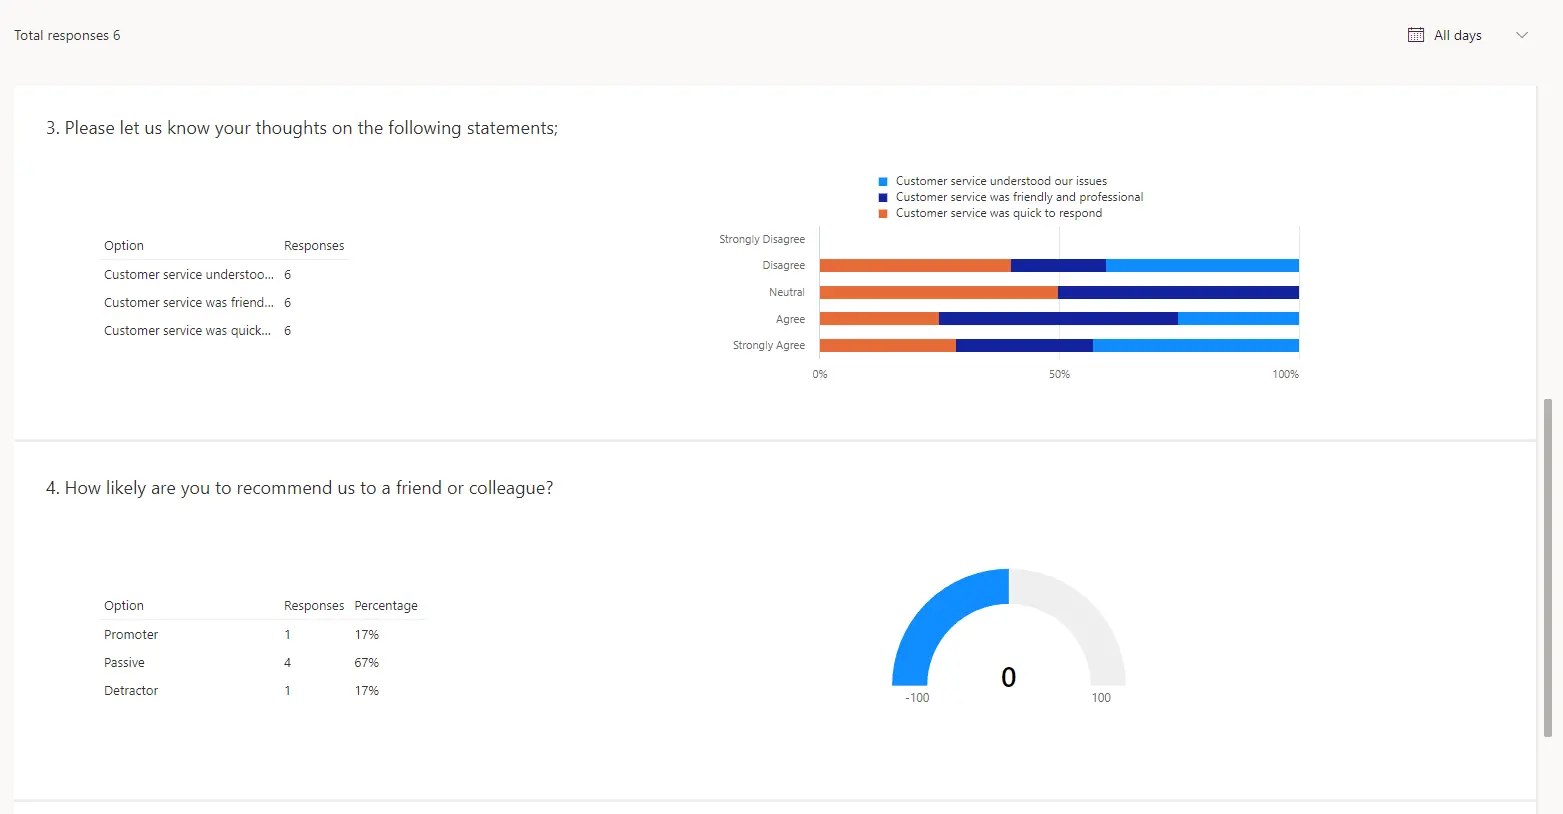 Total responses 6
All days
3. Please let us know your thoughts on the following statements;
Customer service understood our issues
Customer service was friendly and professional
Customer service was quick to respond
Option Responses
Customer service understoo... 6
Customer service was friend... 6
Customer service was quick... 6
Strongly Disagree
Disagree
Neutral
Agree
Strongly Agree
0% 50% 100%
4. How likely are you to recommend us to a friend or colleague?
Option Responses Percentage
Promoter 1 17%
Passive 4 67%
Detractor 1 17%
0
-100 100